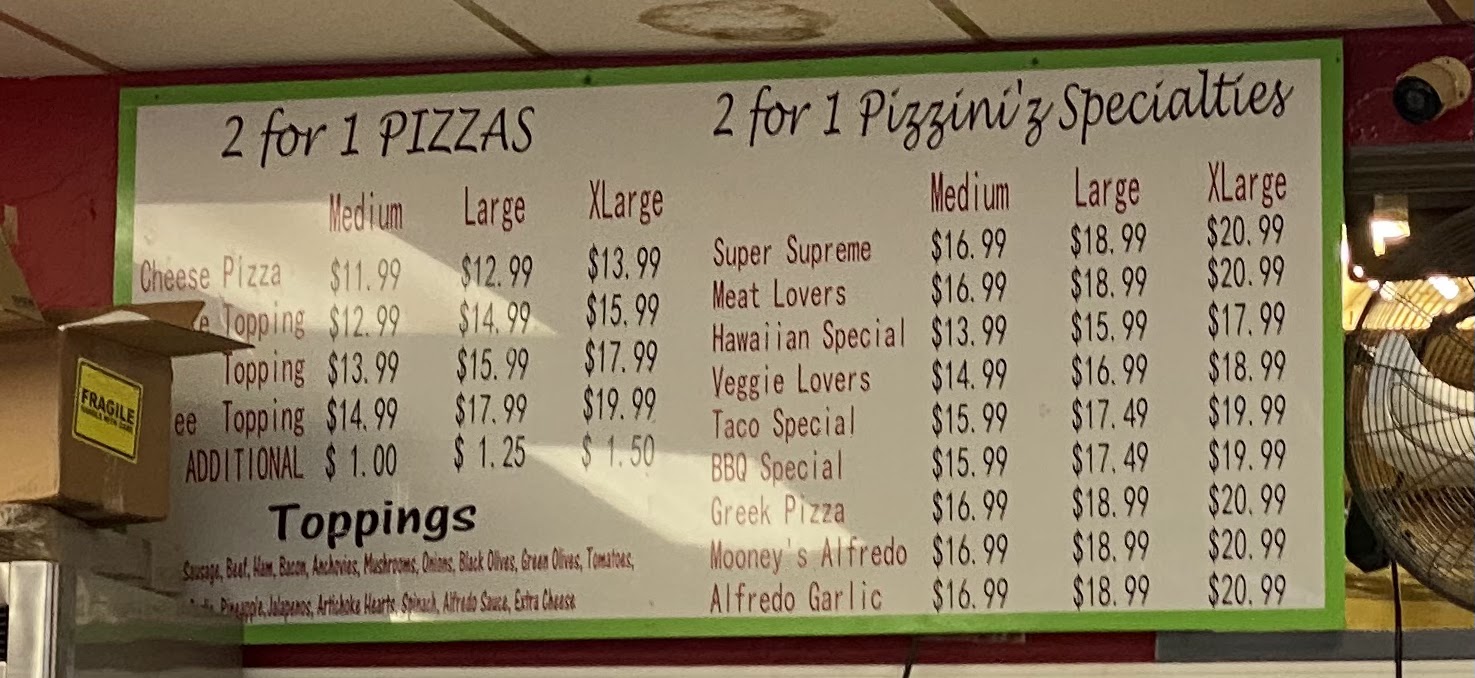 2 for 1 PIZZAS
Medium Large XLarge
Cheese Pizza $11.99 $12.99 $13.99
e Topping $12.99 $14.99 $15.99
Topping $13.99 $15.99 $17.99
ee Topping $14.99 $17.99 $19.99
ADDITIONAL $ 1.00 $ 1.25 $ 1.50
Toppings
Sausage, Beef, Ham, Bacon, Anchovies, Mushrooms, Onions, Black Olives, Green Olives, Tomatoes,
Pineapple, Jalapenos, Artichoke Hearts, Spinach, Alfredo Sauce, Extra Cheese
2 for 1 Pizzini'z Specialties
Medium Large XLarge
Super Supreme $16.99 $18.99 $20.99
Meat Lovers $16.99 $18.99 $20.99
Hawaiian Special $13.99 $15.99 $17.99
Veggie Lovers $14.99 $16.99 $18.99
Taco Special $15.99 $17.49 $19.99
BBQ Special $15.99 $17.49 $19.99
Greek Pizza $16.99 $18.99 $20.99
Mooney's Alfredo $16.99 $18.99 $20.99
Alfredo Garlic $16.99 $18.99 $20.99
FRAGILE
HANDLE WITH CARE